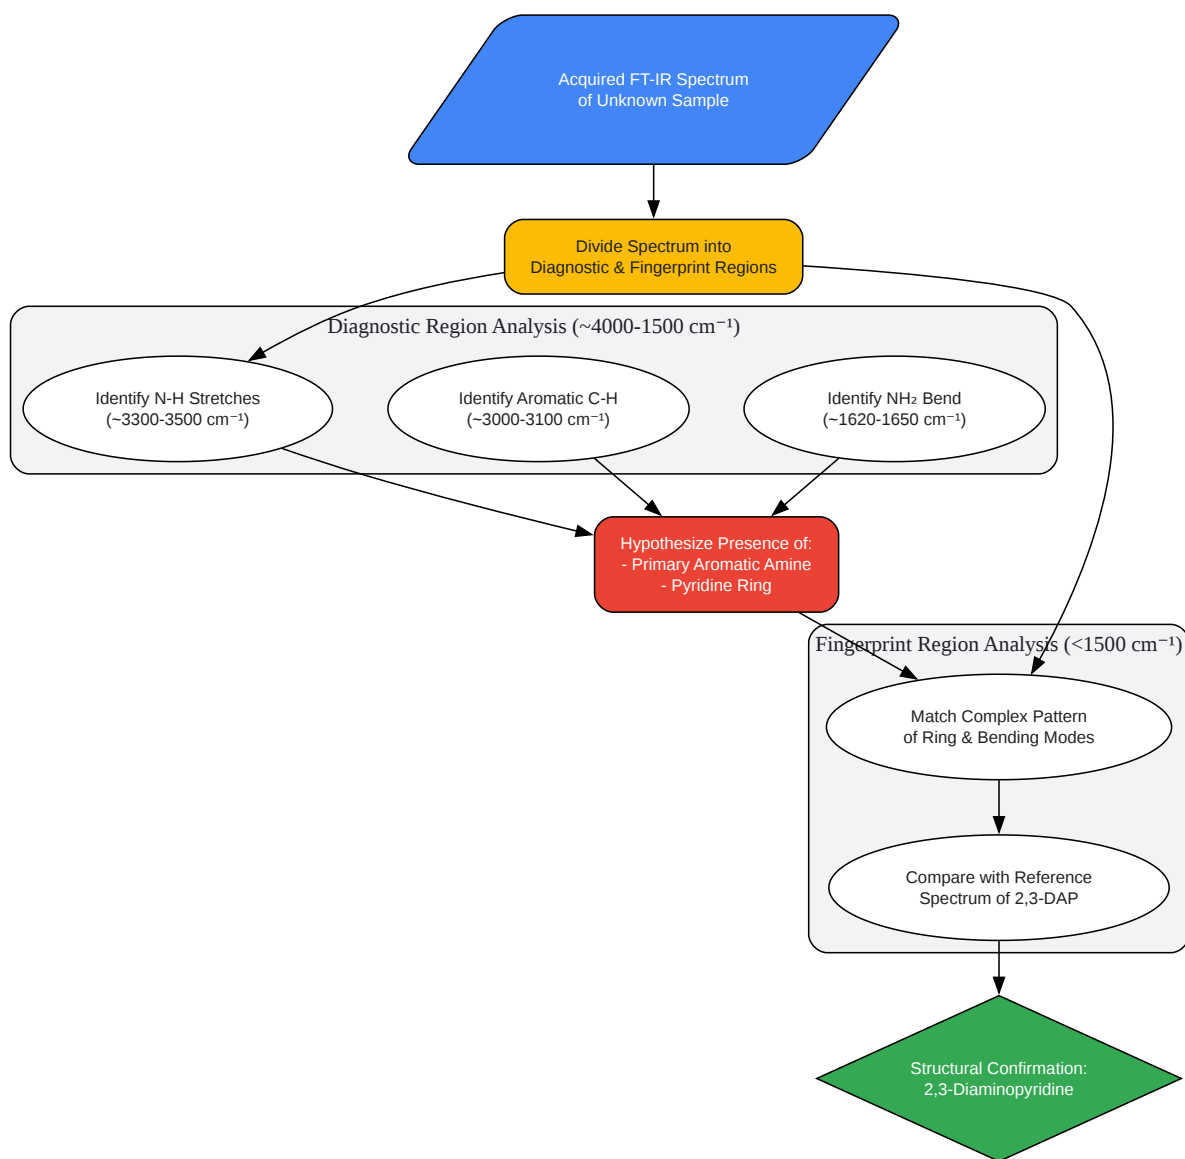 Acquired FT-IR Spectrum
of Unknown Sample
Divide Spectrum into
Diagnostic & Fingerprint Regions
Diagnostic Region Analysis (~4000-1500 cm⁻¹)
Identify N-H Stretches
(~3300-3500 cm⁻¹)
Identify Aromatic C-H
(~3000-3100 cm⁻¹)
Identify NH₂ Bend
(~1620-1650 cm⁻¹)
Hypothesize Presence of:
- Primary Aromatic Amine
- Pyridine Ring
Fingerprint Region Analysis (<1500 cm⁻¹)
Match Complex Pattern
of Ring & Bending Modes
Compare with Reference
Spectrum of 2,3-DAP
Structural Confirmation:
2,3-Diaminopyridine